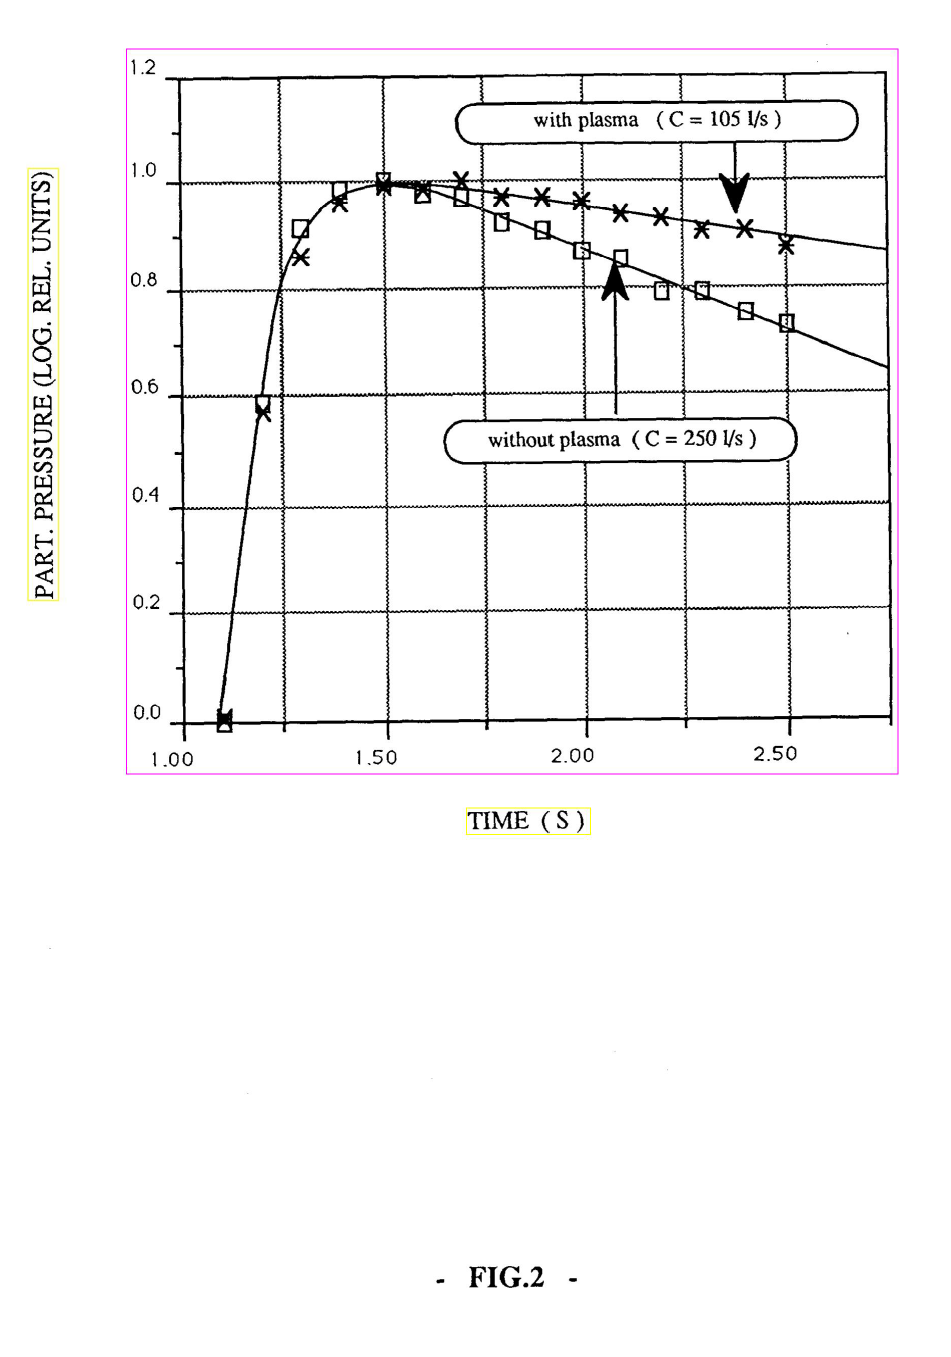 1.2
with plasma ( C = 105 l/s )
1.0
0.8
0.6
without plasma ( C = 250 l/s )
0.4
0.2
0.0
1.00 1.50 2.00 2.50
PART. PRESSURE (LOG. REL. UNITS)
TIME ( S )
- FIG.2 -